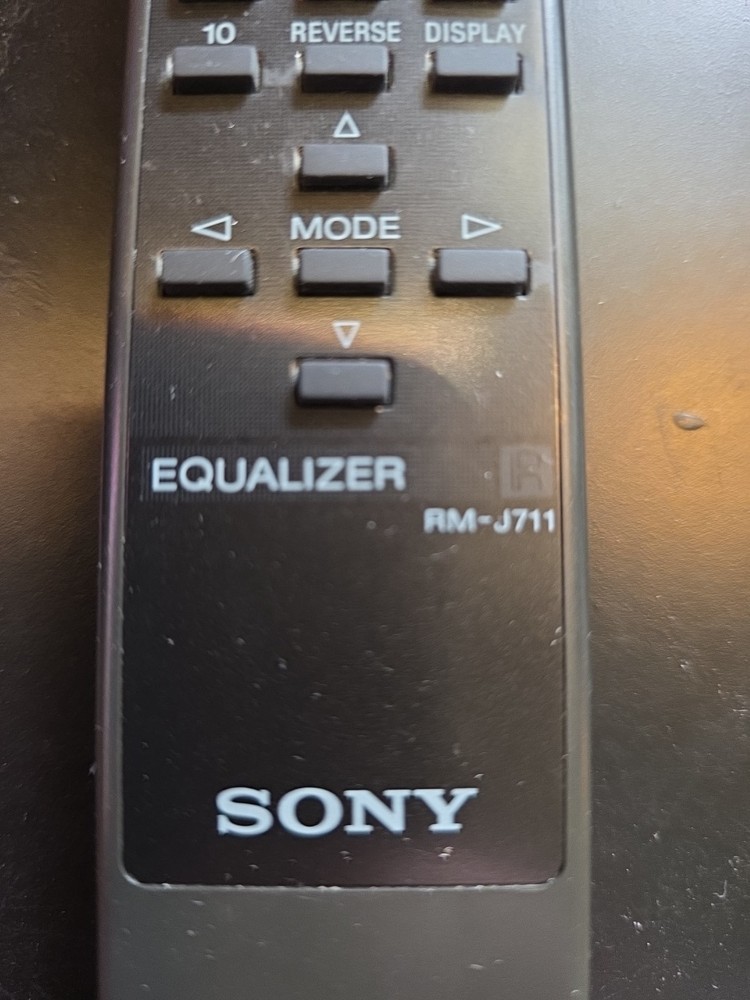 10 REVERSE DISPLAY
MODE
EQUALIZER R
RM-J711
SONY